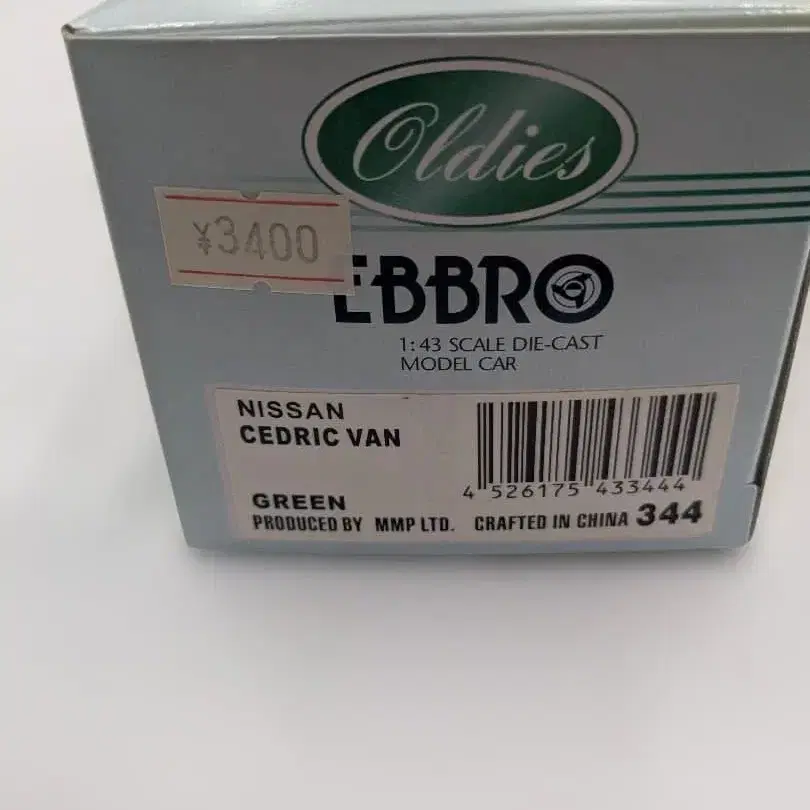 Oldies
¥3400
EBBRO
1:43 SCALE DIE-CAST
MODEL CAR
NISSAN
CEDRIC VAN
4 526175 433444
GREEN
PRODUCED BY MMP LTD. CRAFTED IN CHINA 344